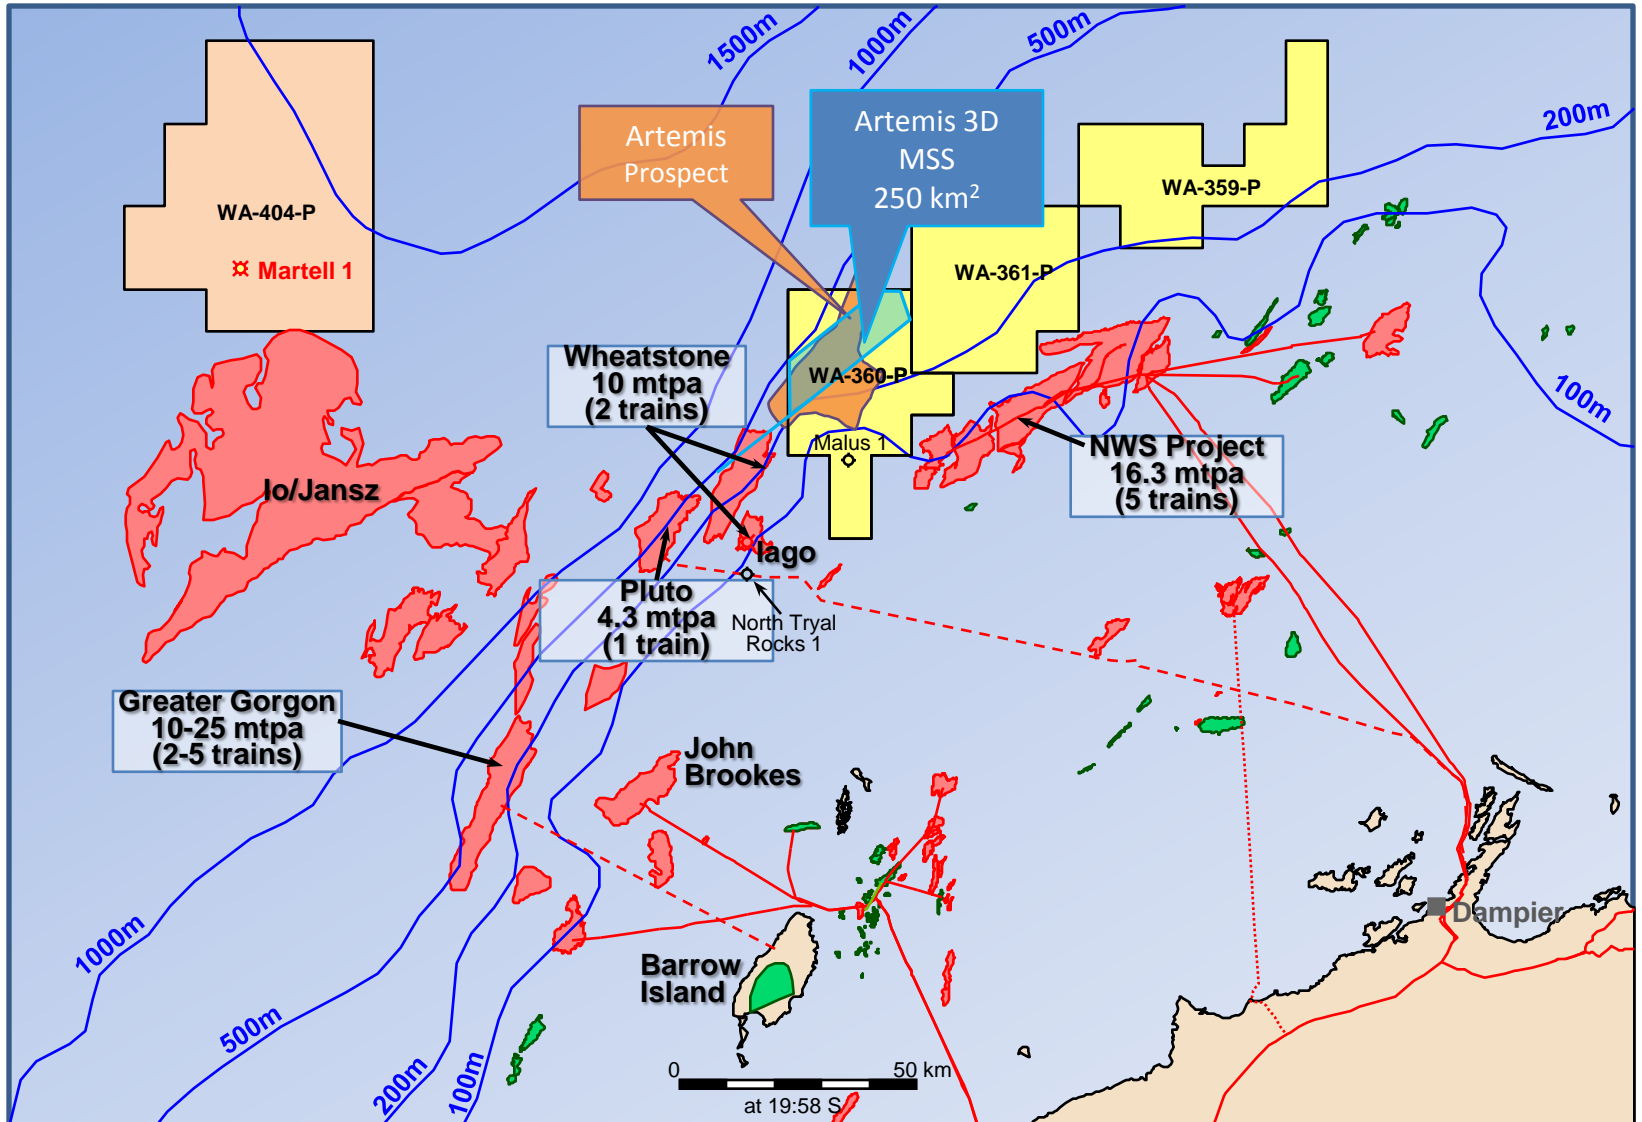 1500m
1000m
500m
200m
Artemis
Prospect
Artemis 3D
MSS
250 km²
WA-359-P
WA-404-P
WA-361-P
Martell 1
Wheatstone
10 mtpa
(2 trains)
WA-360-P
100m
Malus 1
NWS Project
16.3 mtpa
(5 trains)
Io/Jansz
Iago
Pluto
4.3 mtpa
(1 train)
North Tryal
Rocks 1
Greater Gorgon
10-25 mtpa
(2-5 trains)
John
Brookes
Dampier
1000m
Barrow
Island
500m
200m
100m
0 50 km
at 19:58 S